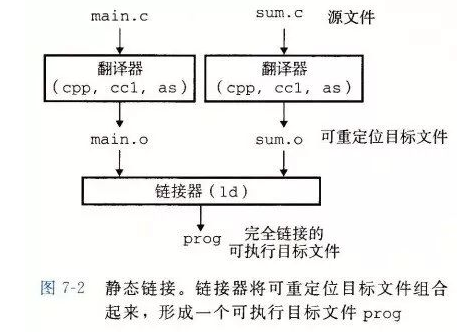 main.c sum.c 源文件
翻译器 翻译器
(cpp, cc1, as) (cpp, cc1, as)
main.o sum.o 可重定位目标文件
链接器(ld)
prog 完全链接的
可执行目标文件
图 7-2 静态链接。链接器将可重定位目标文件组合
起来，形成一个可执行目标文件 prog